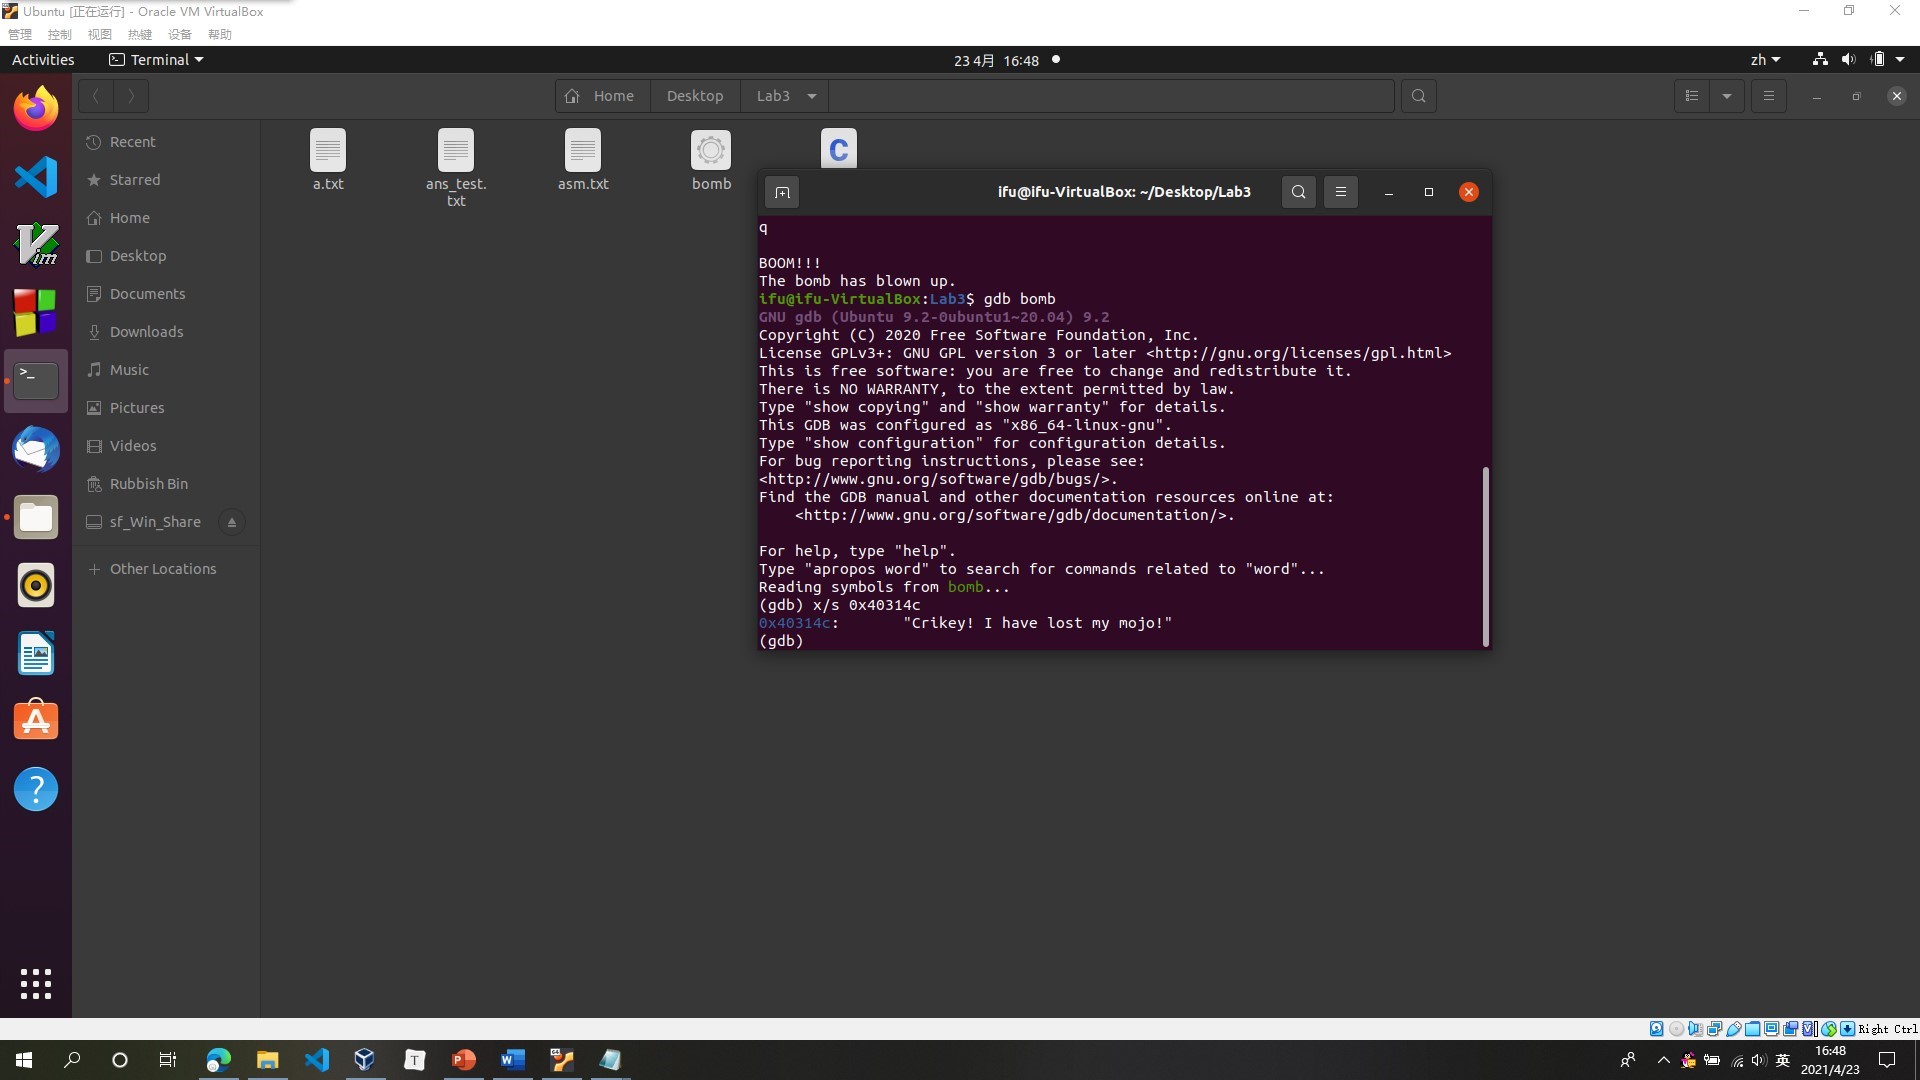 Ubuntu [正在运行] - Oracle VM VirtualBox
管理 控制 视图 热键 设备 帮助
Activities Terminal 23 4月 16:48 zh
Home Desktop Lab3
Recent
Starred
Home
Desktop
Documents
Downloads
Music
Pictures
Videos
Rubbish Bin
sf_Win_Share
Other Locations
a.txt
ans_test.
txt
asm.txt
bomb
C
ifu@ifu-VirtualBox: ~/Desktop/Lab3
q
BOOM!!!
The bomb has blown up.
ifu@ifu-VirtualBox:Lab3$ gdb bomb
GNU gdb (Ubuntu 9.2-0ubuntu1~20.04) 9.2
Copyright (C) 2020 Free Software Foundation, Inc.
License GPLv3+: GNU GPL version 3 or later <http://gnu.org/licenses/gpl.html>
This is free software: you are free to change and redistribute it.
There is NO WARRANTY, to the extent permitted by law.
Type "show copying" and "show warranty" for details.
This GDB was configured as "x86_64-linux-gnu".
Type "show configuration" for configuration details.
For bug reporting instructions, please see:
<http://www.gnu.org/software/gdb/bugs/>.
Find the GDB manual and other documentation resources online at:
    <http://www.gnu.org/software/gdb/documentation/>.
For help, type "help".
Type "apropos word" to search for commands related to "word"...
Reading symbols from bomb...
(gdb) x/s 0x40314c
0x40314c:       "Crikey! I have lost my mojo!"
(gdb)
Right Ctrl
英
16:48
2021/4/23